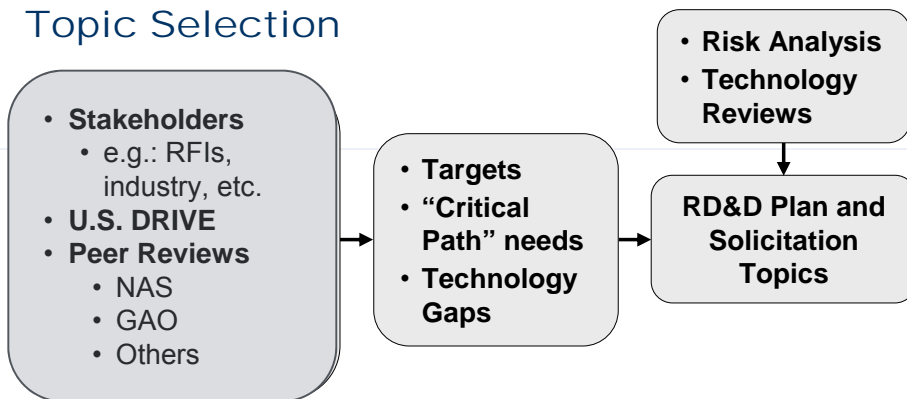 Topic Selection
• Stakeholders
• e.g.: RFIs,
industry, etc.
• U.S. DRIVE
• Peer Reviews
• NAS
• GAO
• Others
• Targets
• “Critical
Path” needs
• Technology
Gaps
• Risk Analysis
• Technology
Reviews
RD&D Plan and
Solicitation
Topics